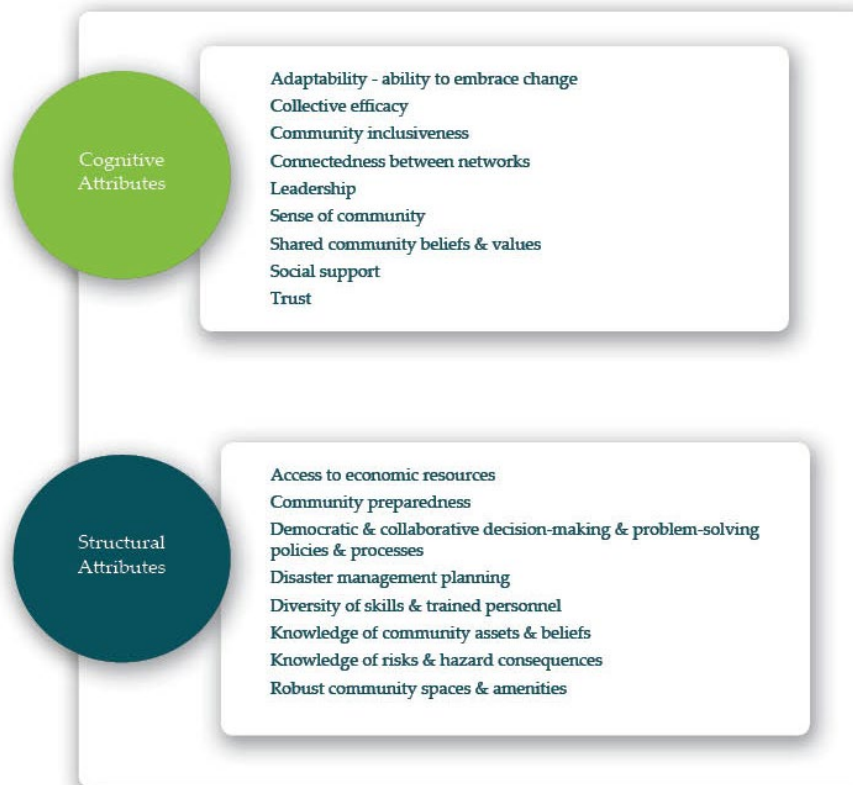 Cognitive
Attributes
Adaptability - ability to embrace change
Collective efficacy
Community inclusiveness
Connectedness between networks
Leadership
Sense of community
Shared community beliefs & values
Social support
Trust
Structural
Attributes
Access to economic resources
Community preparedness
Democratic & collaborative decision-making & problem-solving
policies & processes
Disaster management planning
Diversity of skills & trained personnel
Knowledge of community assets & beliefs
Knowledge of risks & hazard consequences
Robust community spaces & amenities